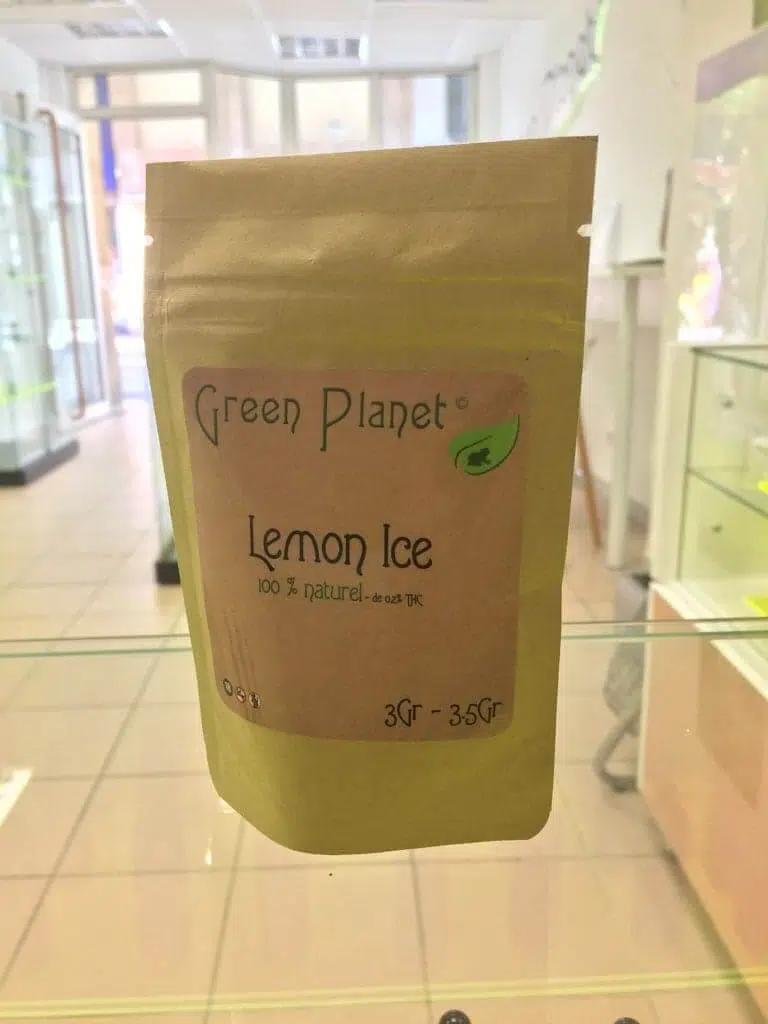 Green Planet ©
Lemon Ice
100 % naturel - de 0.2% THC
3Gr - 3.5Gr